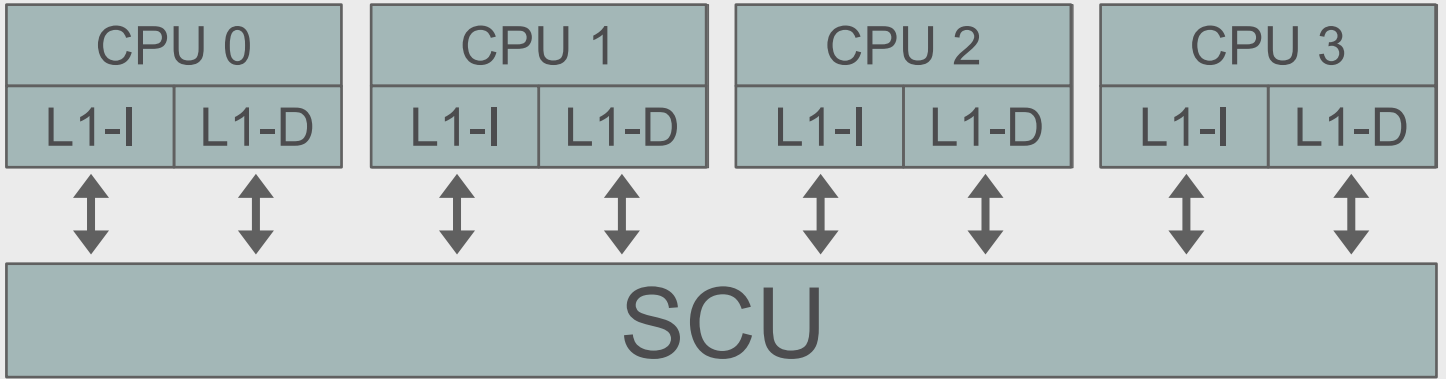 CPU 0 CPU 1 CPU 2 CPU 3
L1-I L1-D L1-I L1-D L1-I L1-D L1-I L1-D
SCU